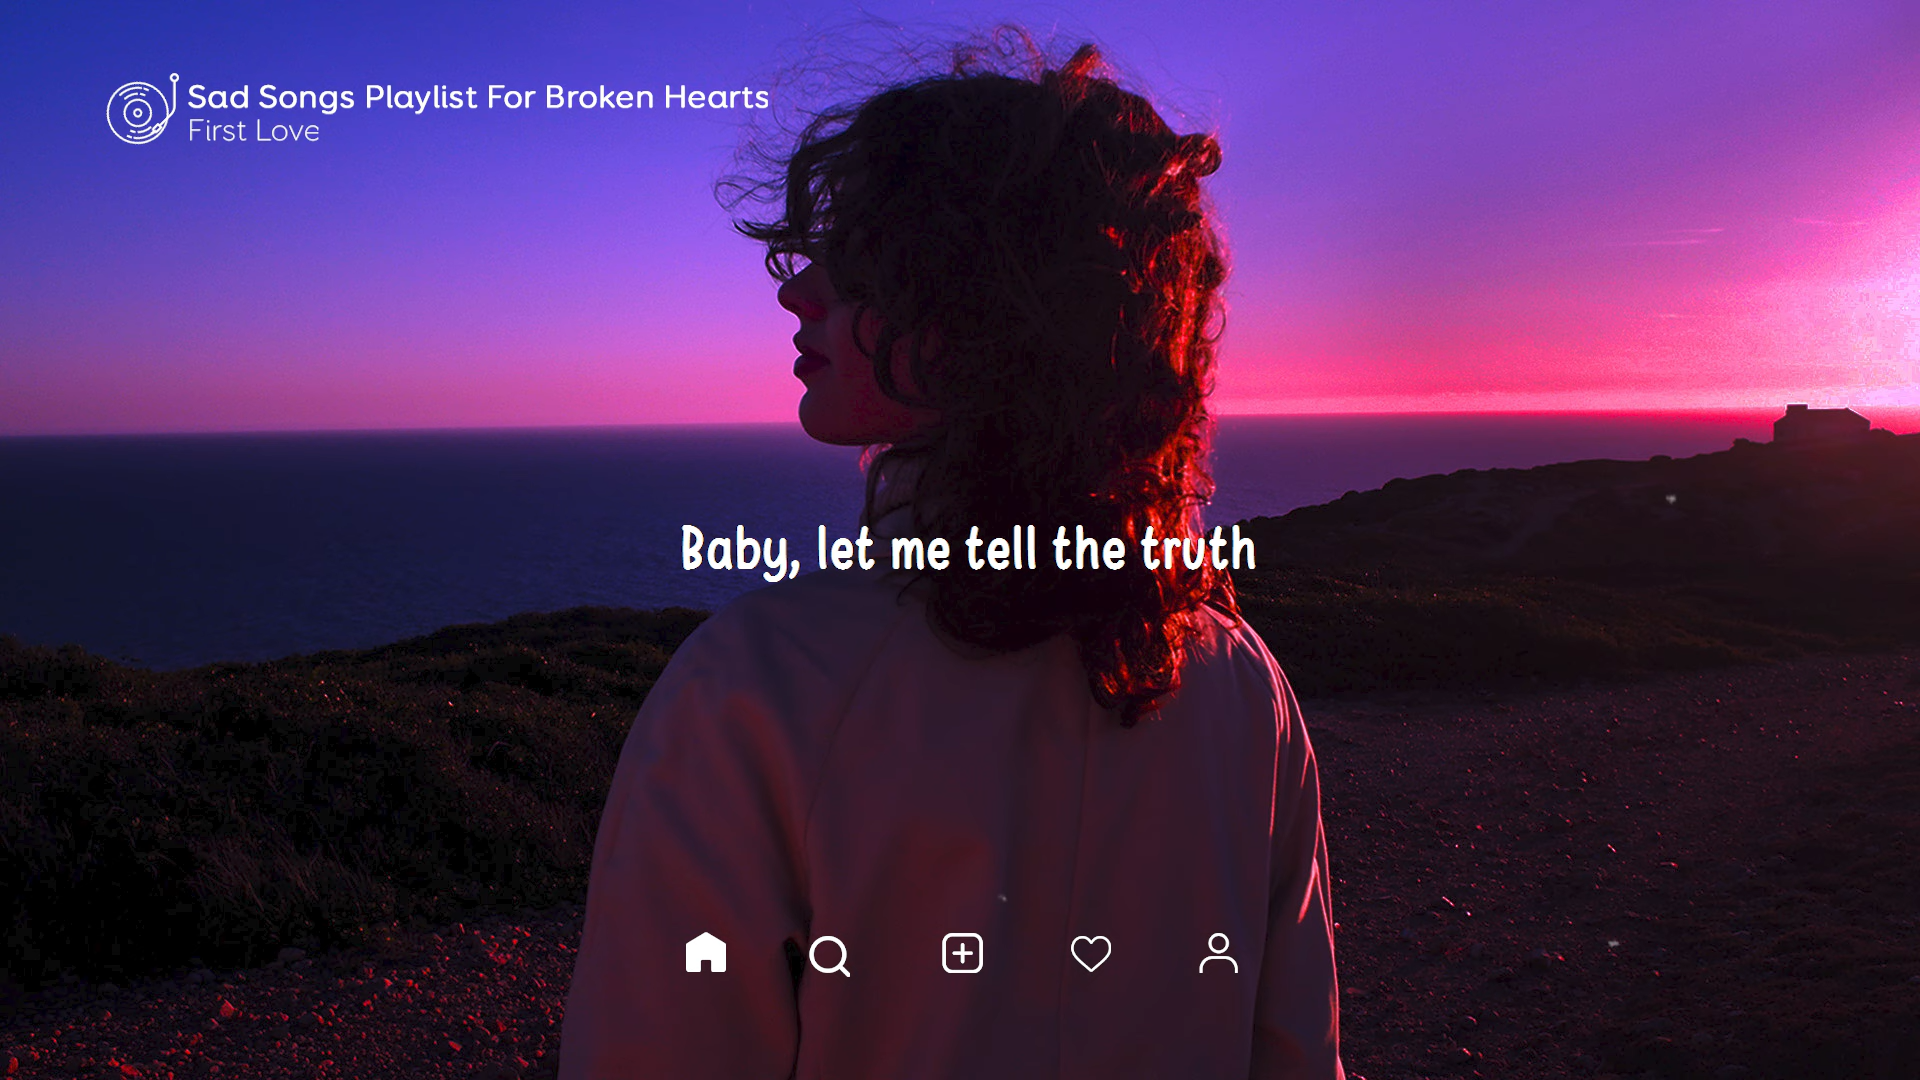 Sad Songs Playlist For Broken Hearts
First Love
Baby, let me tell the truth